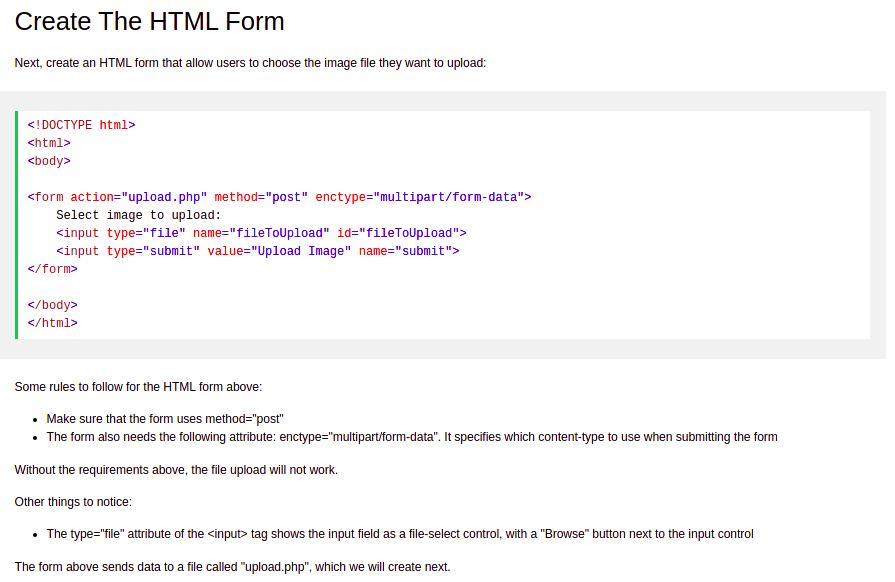 Create The HTML Form
Next, create an HTML form that allow users to choose the image file they want to upload:
<!DOCTYPE html>
<html>
<body>
<form action="upload.php" method="post" enctype="multipart/form-data">
    Select image to upload:
    <input type="file" name="fileToUpload" id="fileToUpload">
    <input type="submit" value="Upload Image" name="submit">
</form>
</body>
</html>
Some rules to follow for the HTML form above:
• Make sure that the form uses method="post"
• The form also needs the following attribute: enctype="multipart/form-data". It specifies which content-type to use when submitting the form
Without the requirements above, the file upload will not work.
Other things to notice:
• The type="file" attribute of the <input> tag shows the input field as a file-select control, with a "Browse" button next to the input control
The form above sends data to a file called "upload.php", which we will create next.